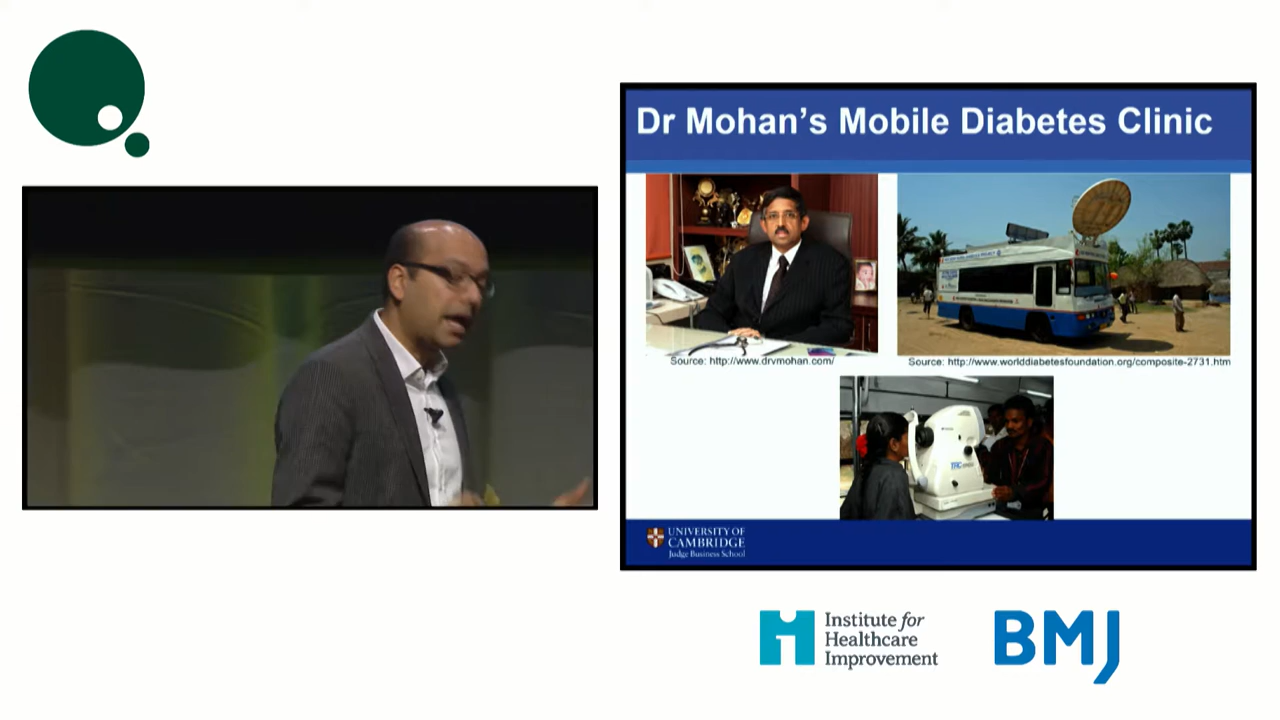 Dr Mohan's Mobile Diabetes Clinic
Source: http://www.drvmohan.com/
Source: http://www.worlddiabetesfoundation.org/composite-2731.htm
UNIVERSITY OF
CAMBRIDGE
Judge Business School
Institute for
Healthcare
Improvement
BMJ